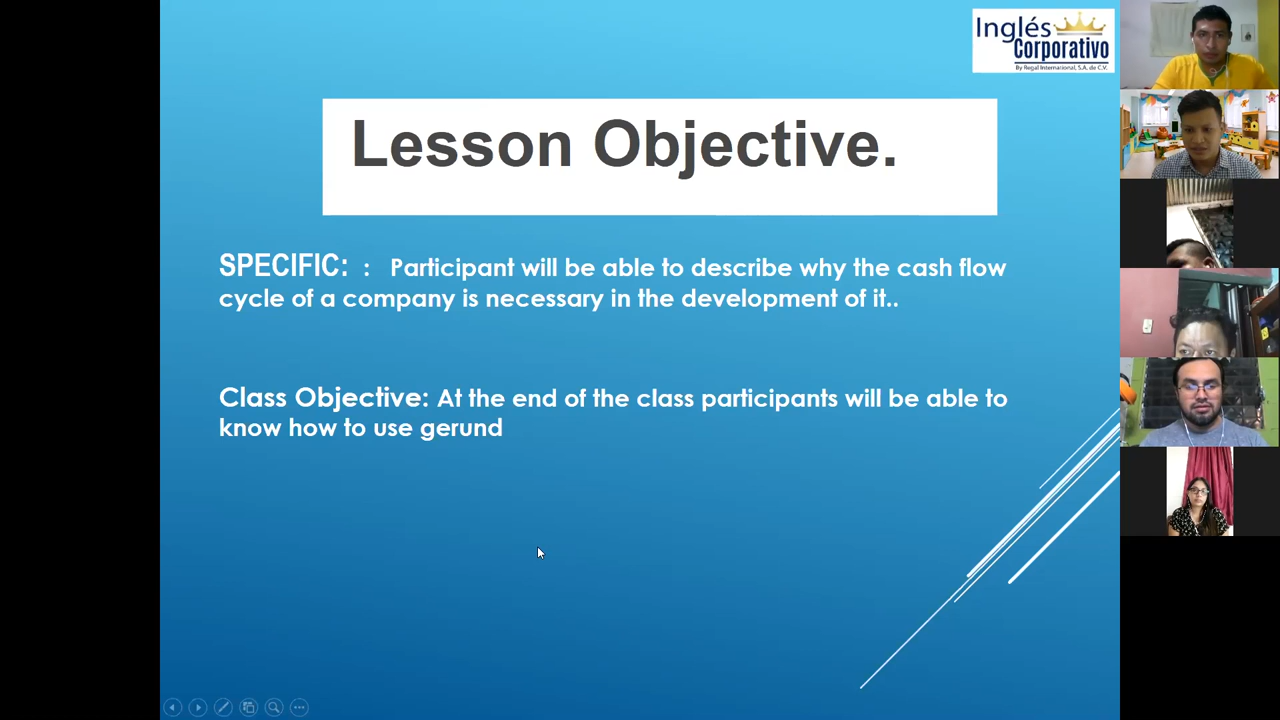 Inglés
Corporativo
By Regal International, S.A. de C.V.
Lesson Objective.
SPECIFIC: : Participant will be able to describe why the cash flow
cycle of a company is necessary in the development of it..
Class Objective: At the end of the class participants will be able to
know how to use gerund